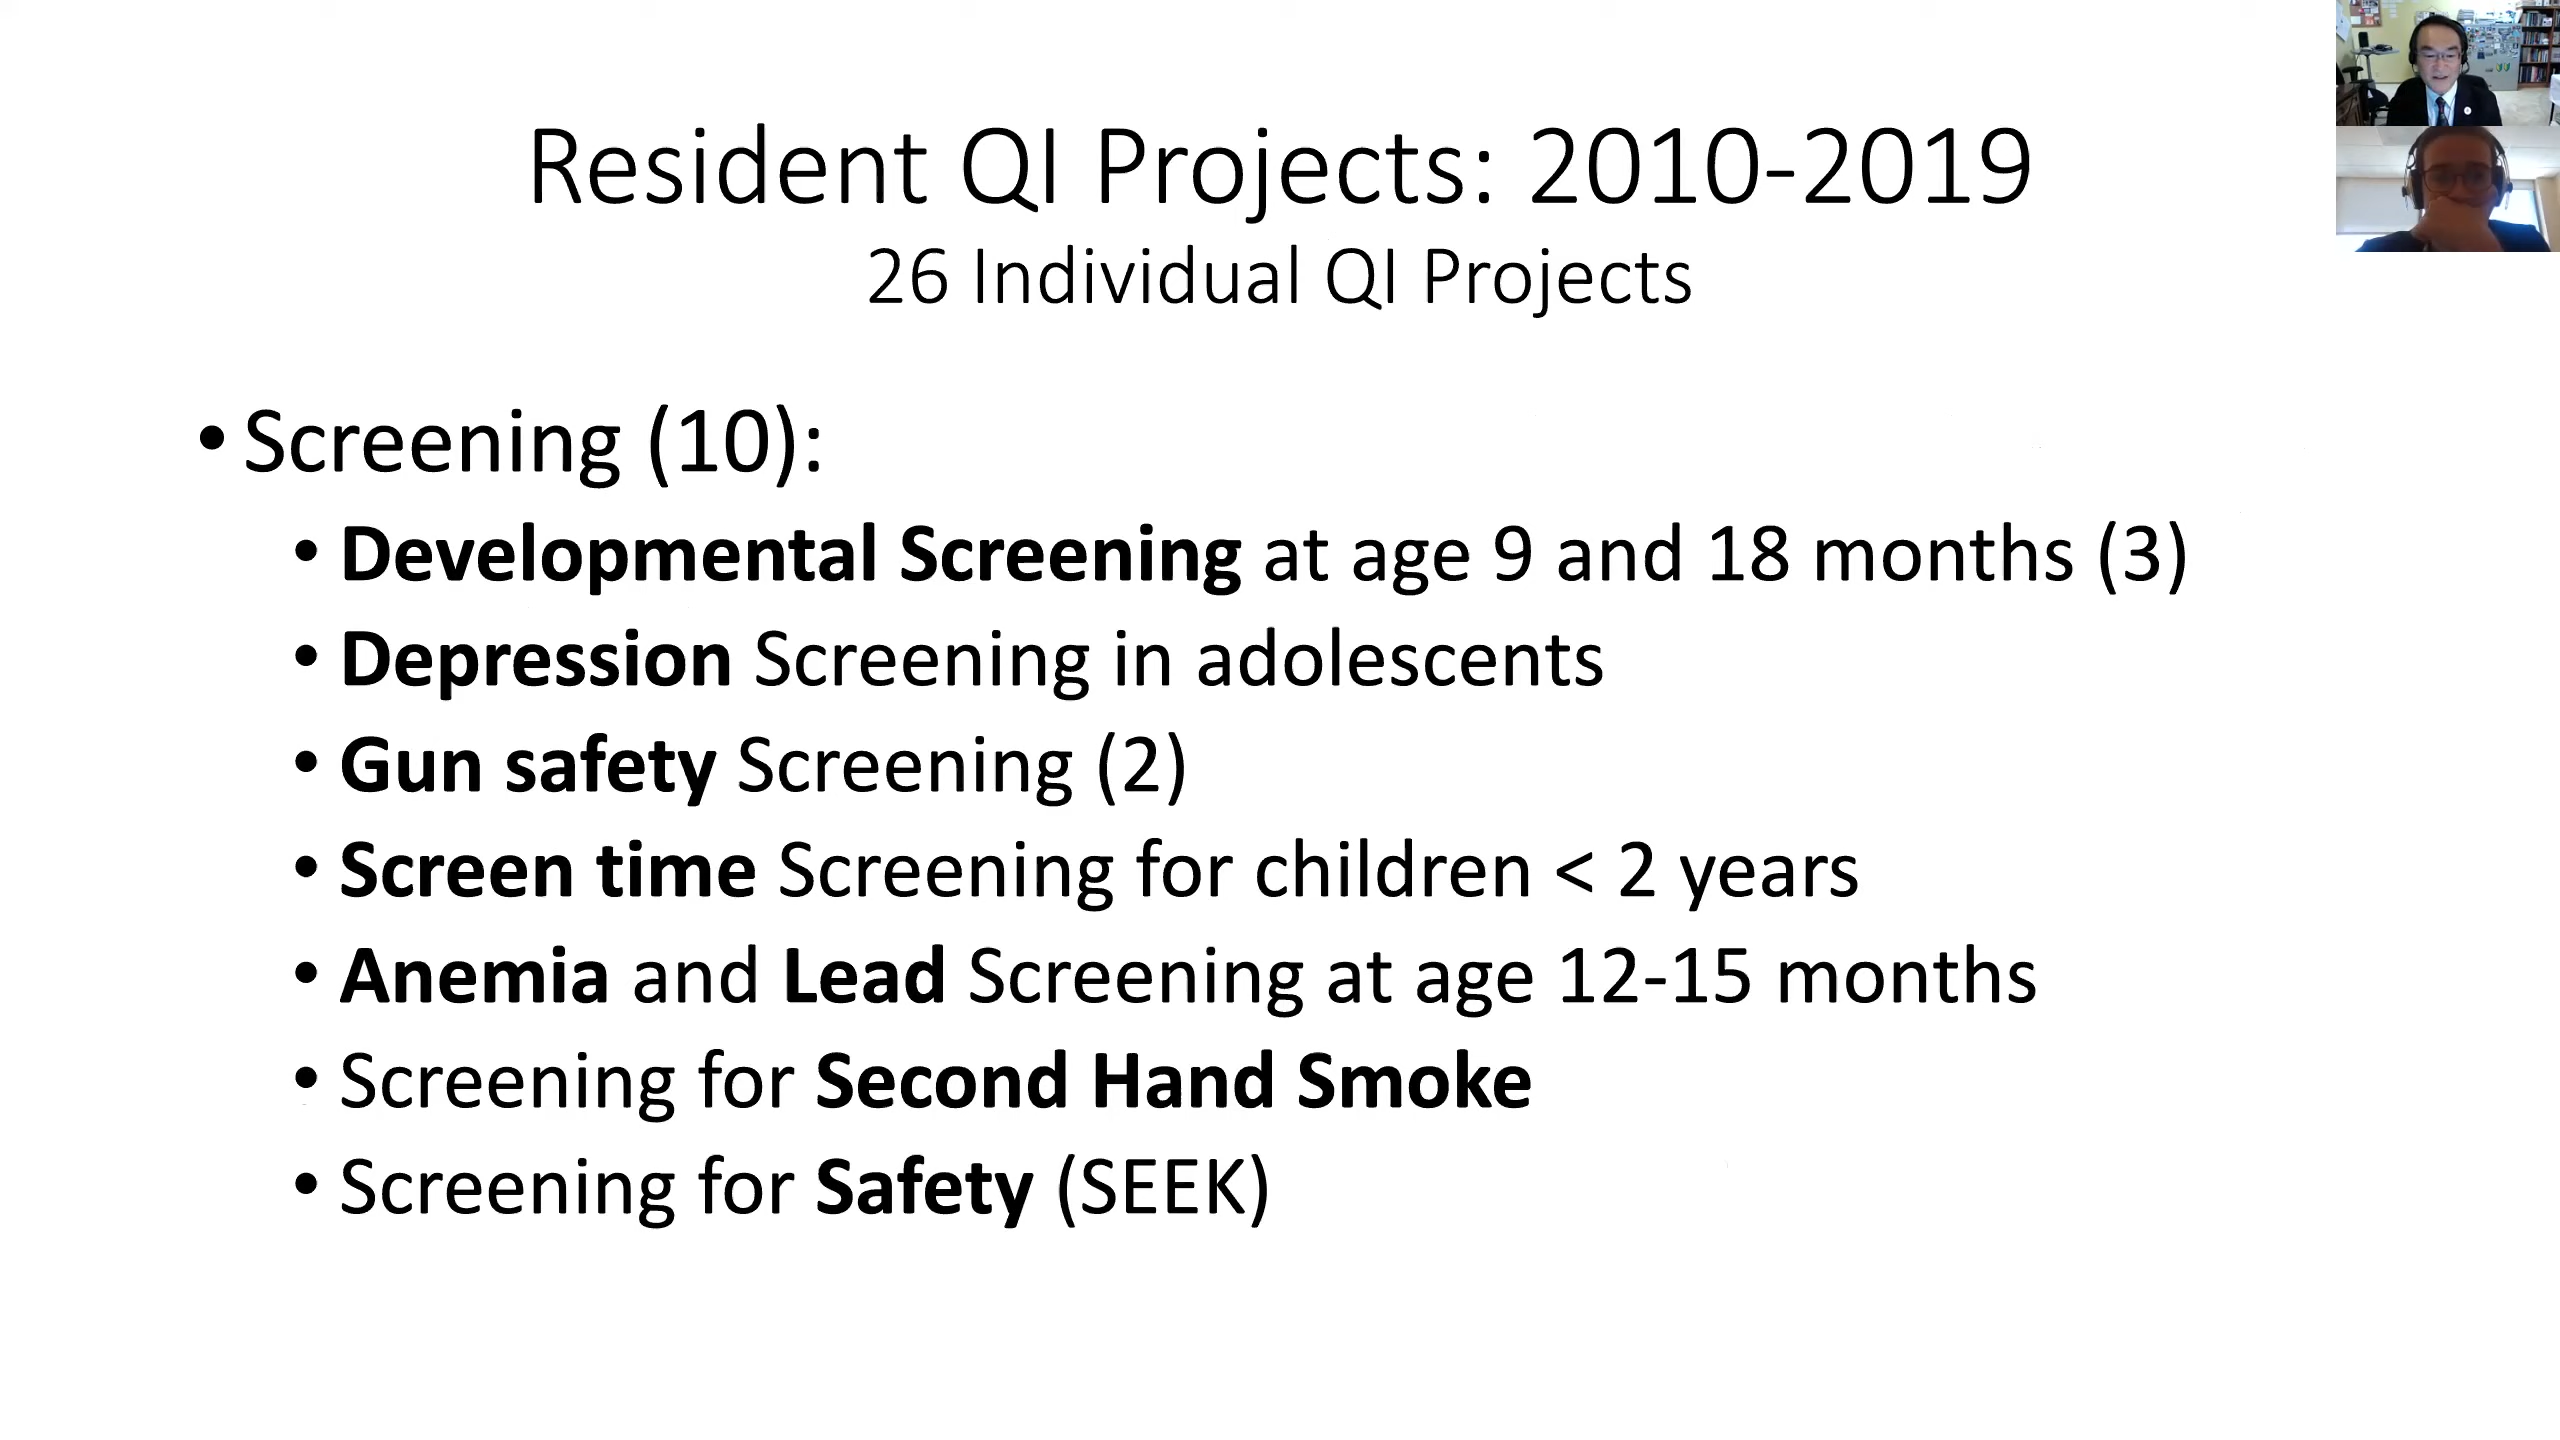 Resident QI Projects: 2010-2019
26 Individual QI Projects
• Screening (10):
• Developmental Screening at age 9 and 18 months (3)
• Depression Screening in adolescents
• Gun safety Screening (2)
• Screen time Screening for children < 2 years
• Anemia and Lead Screening at age 12-15 months
• Screening for Second Hand Smoke
• Screening for Safety (SEEK)